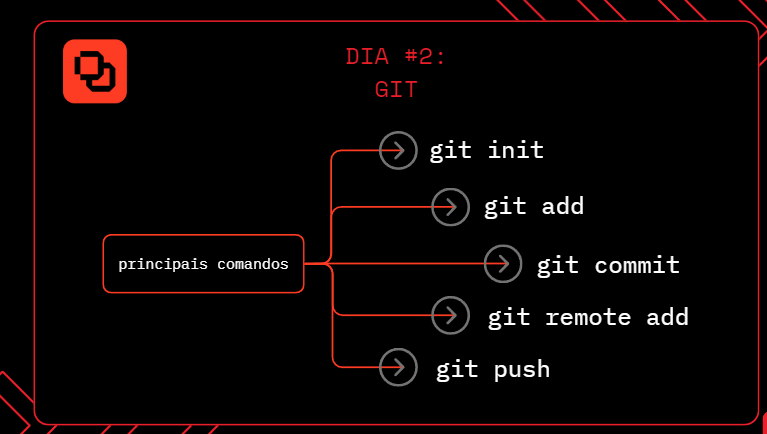 DIA #2:
GIT
git init
git add
principais comandos
git commit
git remote add
git push